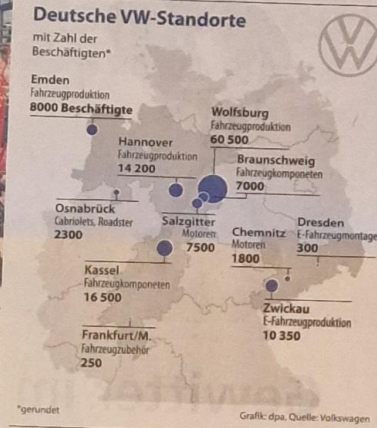 Deutsche VW-Standorte
mit Zahl der
Beschäftigten*
Emden
Fahrzeugproduktion
8000 Beschäftigte
Wolfsburg
Fahrzeugproduktion
60 500
Hannover
Fahrzeugproduktion
14 200
Braunschweig
Fahrzeugkomponeten
7000
Osnabrück
Cabriolets, Roadster
2300
Salzgitter
Motoren
7500
Chemnitz
Motoren
1800
Dresden
E-Fahrzeugmontage
300
Kassel
Fahrzeugkomponeten
16 500
Zwickau
E-Fahrzeugproduktion
10 350
Frankfurt/M.
Fahrzeugzubehör
250
*gerundet
Grafik: dpa, Quelle: Volkswagen